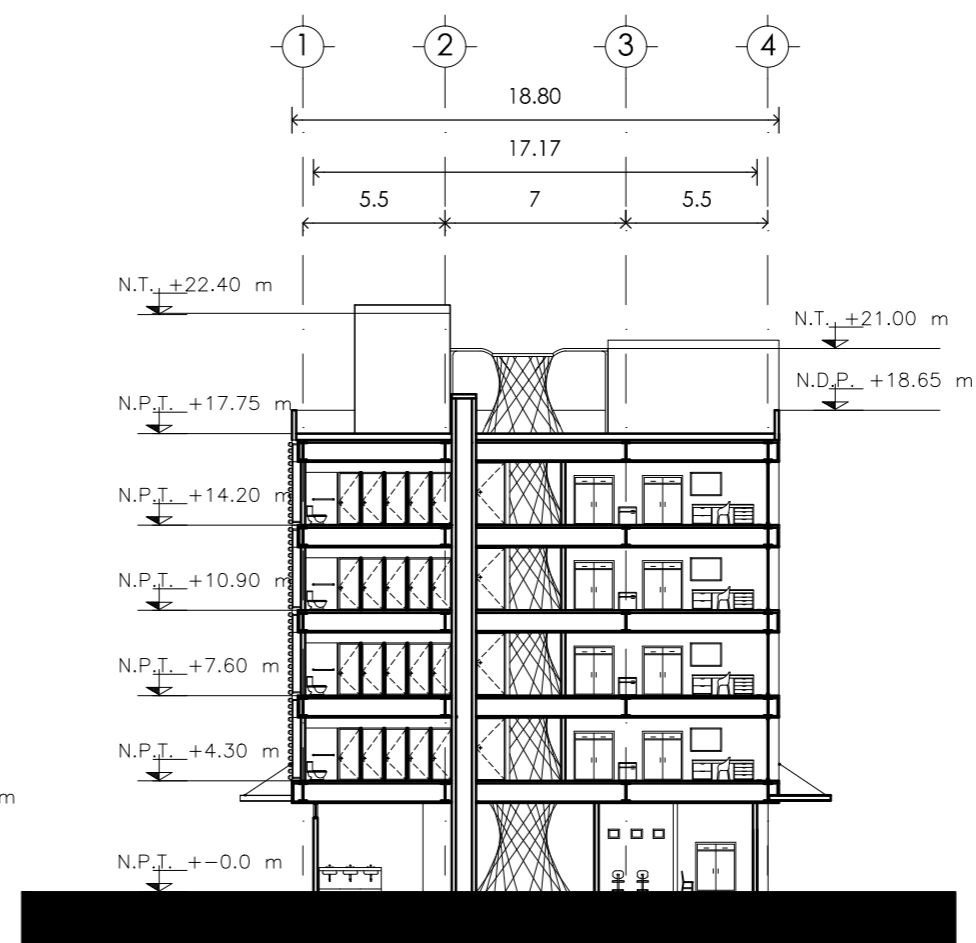 1 2 3 4
18.80
17.17
5.5 7 5.5
N.T. +22.40 m
N.T. +21.00 m
N.D.P. +18.65 m
N.P.T. +17.75 m
N.P.T. +14.20 m
N.P.T. +10.90 m
N.P.T. +7.60 m
N.P.T. +4.30 m
m
N.P.T. +-0.0 m